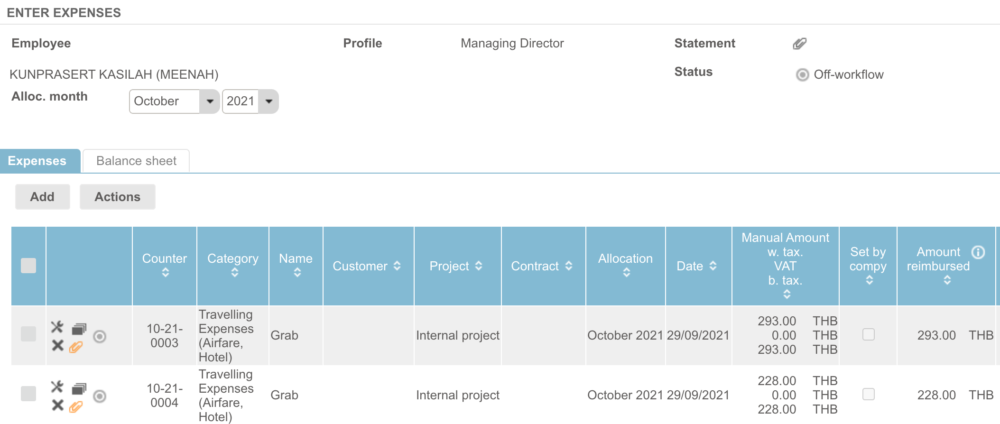 ENTER EXPENSES
Employee
Profile
Managing Director
Statement
KUNPRASERT KASILAH (MEENAH)
Status
Off-workflow
Alloc. month
October
2021
Expenses
Balance sheet
Add
Actions
Counter
Category
Name
Customer
Project
Contract
Allocation
Date
Manual Amount
w. tax.
VAT
b. tax.
Set by
compy
Amount
reimbursed
10-21-
0003
Travelling
Expenses
(Airfare,
Hotel)
Grab
Internal project
October 2021
29/09/2021
293.00 THB
0.00 THB
293.00 THB
293.00 THB
10-21-
0004
Travelling
Expenses
(Airfare,
Hotel)
Grab
Internal project
October 2021
29/09/2021
228.00 THB
0.00 THB
228.00 THB
228.00 THB